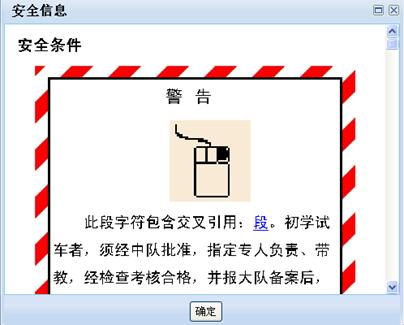 安全信息
安全条件
警 告
此段字符包含交叉引用：段。初学试
车者，须经中队批准，指定专人负责、带
教，经检查考核合格，并报大队备案后，
确定